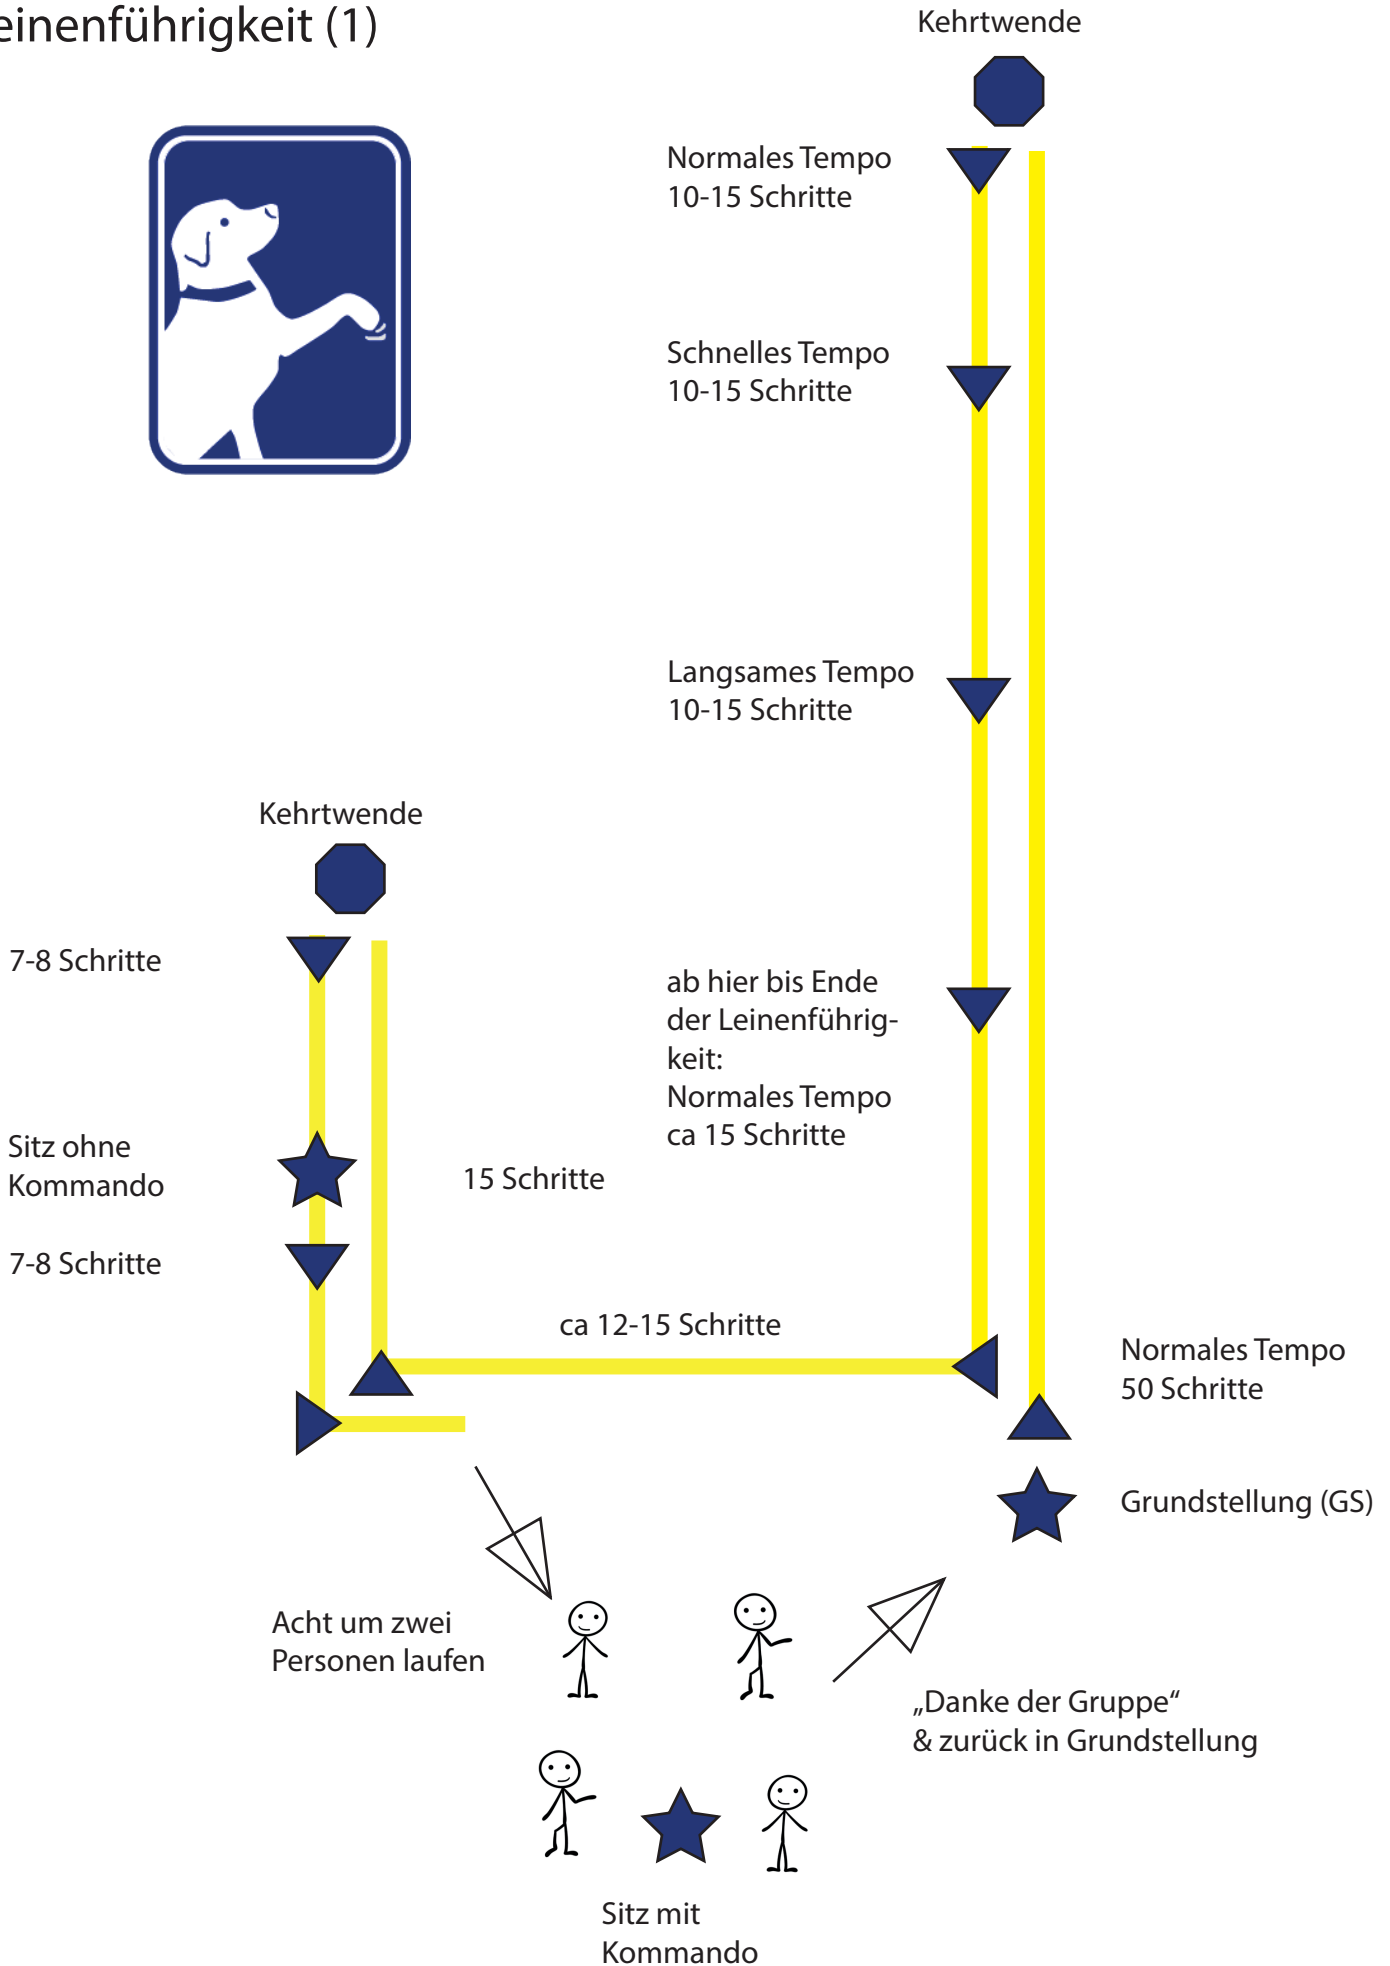 einenführigkeit (1)
Kehrtwende
Normales Tempo
10-15 Schritte
Schnelles Tempo
10-15 Schritte
Langsames Tempo
10-15 Schritte
Kehrtwende
7-8 Schritte
ab hier bis Ende
der Leinenführig-
keit:
Normales Tempo
ca 15 Schritte
Sitz ohne
Kommando
15 Schritte
7-8 Schritte
ca 12-15 Schritte
Normales Tempo
50 Schritte
Grundstellung (GS)
Acht um zwei
Personen laufen
„Danke der Gruppe“
& zurück in Grundstellung
Sitz mit
Kommando